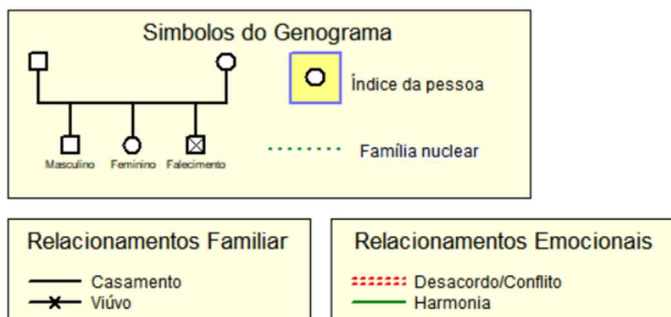 Simbolos do Genograma
Índice da pessoa
Masculino Feminino Falecimento
Família nuclear
Relacionamentos Familiar
Casamento
Viúvo
Relacionamentos Emocionais
Desacordo/Conflito
Harmonia